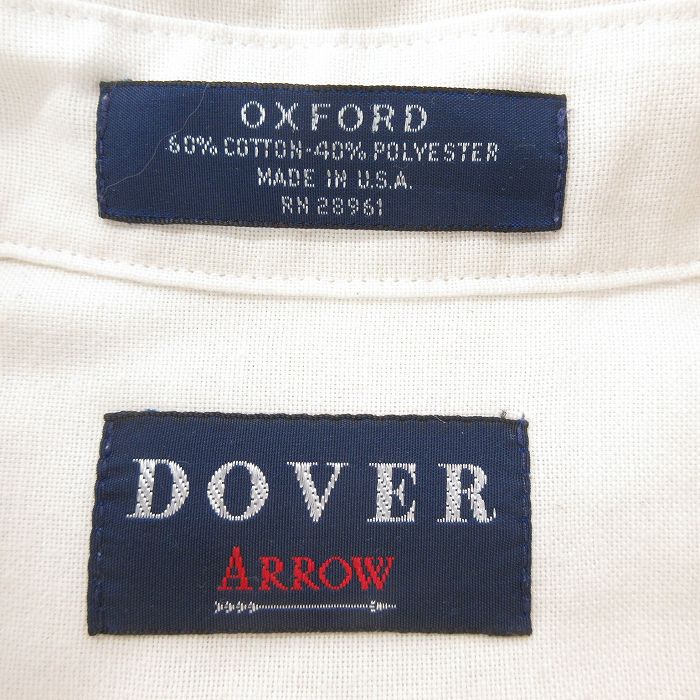 OXFORD
60% COTTON-40% POLYESTER
MADE IN U.S.A.
RN 28961
DOVER
ARROW